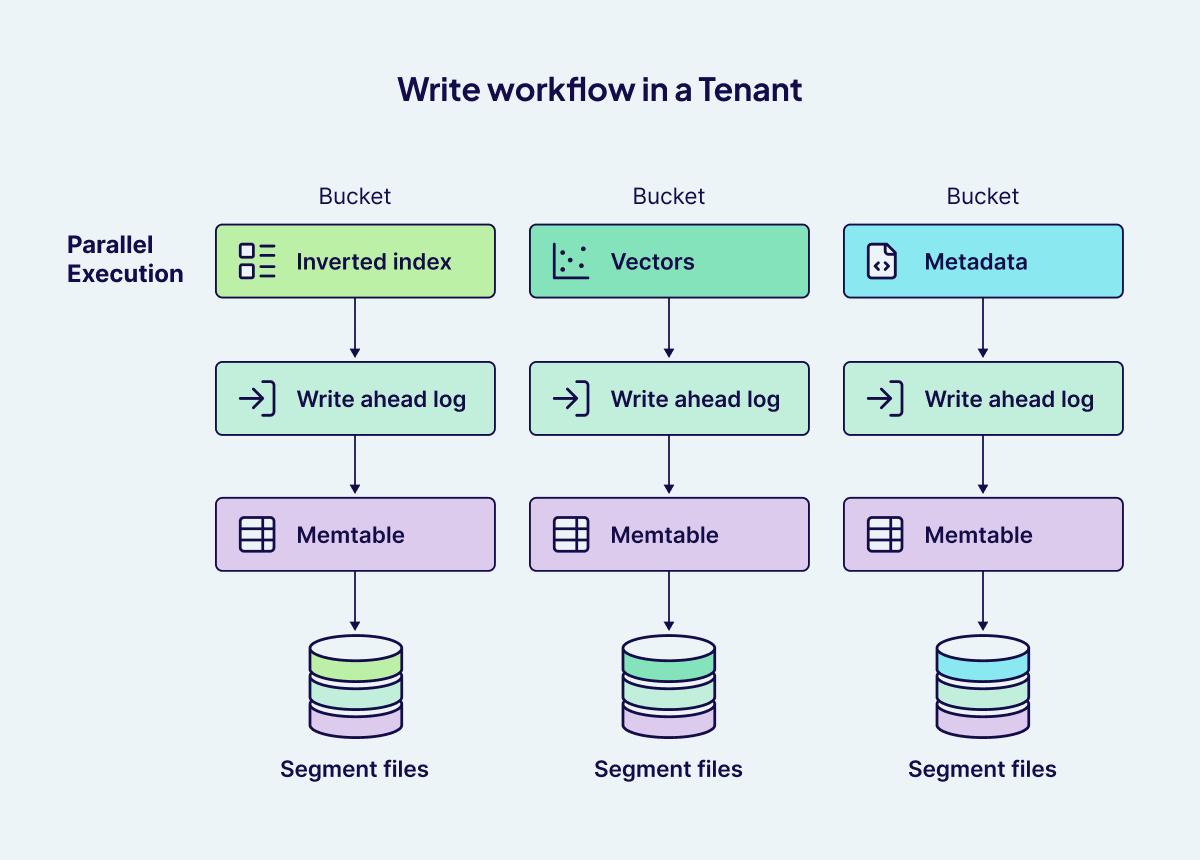 Write workflow in a Tenant
Bucket
Bucket
Bucket
Parallel
Execution
Inverted index
Vectors
Metadata
Write ahead log
Write ahead log
Write ahead log
Memtable
Memtable
Memtable
Segment files
Segment files
Segment files